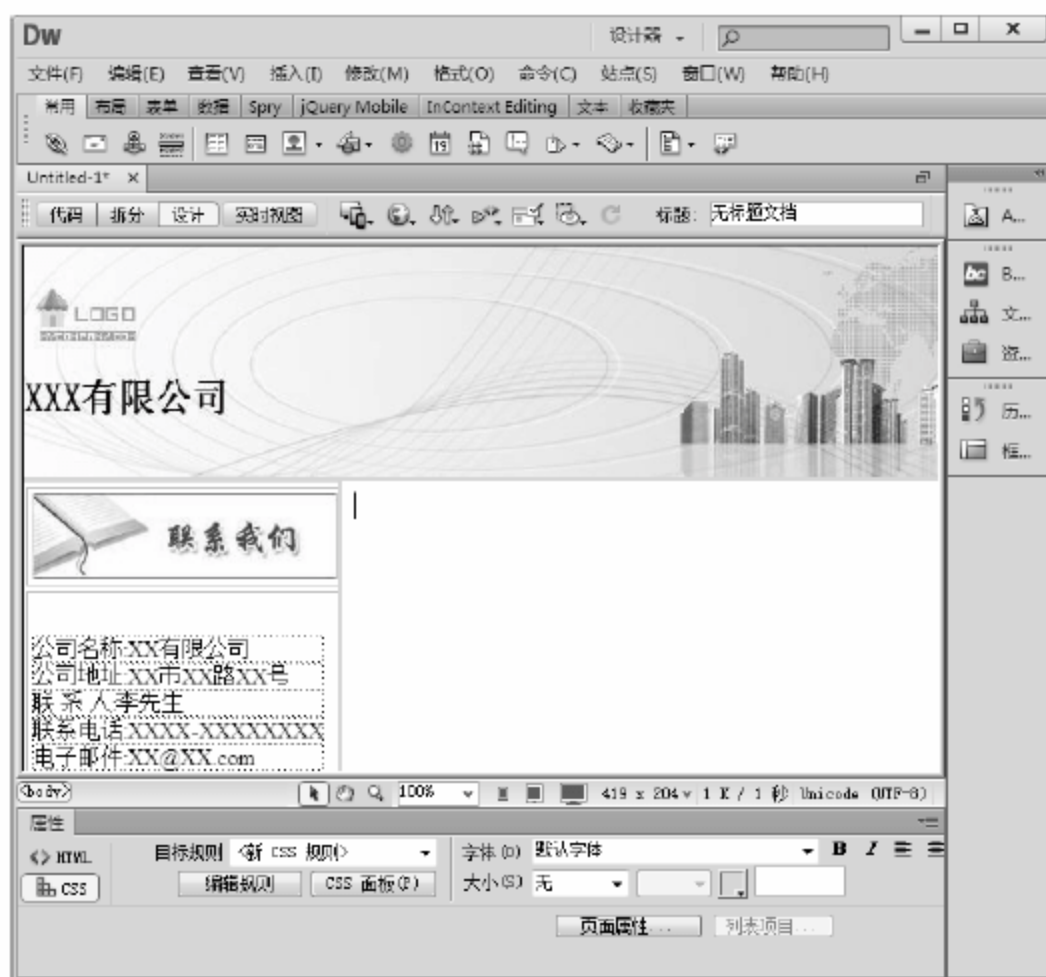 Dw 设计器
文件(F) 编辑(E) 查看(V) 插入(I) 修改(M) 格式(O) 命令(C) 站点(S) 窗口(W) 帮助(H)
常用 布局 表单 数据 Spry jQuery Mobile InContext Editing 文本 收藏夹
19
Untitled-1* ×
代码 拆分 设计 实时视图 标题: 无标题文档
A...
Bc B...
文...
资...
历...
框...
LOGO
XXX有限公司
联系我们
公司名称:XX有限公司
公司地址:XX市XX路XX号
联 系 人:李先生
联系电话:XXXX-XXXXXXXX
电子邮件:XX@XX.com
<body> 100% 419 x 204 1 K / 1 秒 Unicode (UTF-8)
属性
<> HTML 目标规则 <新 CSS 规则> 字体(O) 默认字体 B I
CSS 编辑规则 CSS 面板(P) 大小(S) 无
页面属性... 列表项目...